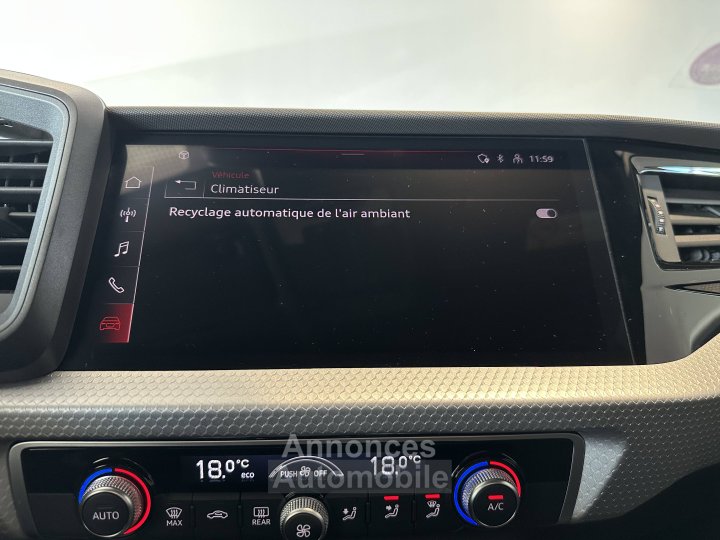 11:59
Véhicule
Climatiseur
Recyclage automatique de l'air ambiant
18.0°C
eco
PUSH OFF
18.0°C
AUTO
MAX
REAR
A/C
Annonces
Automobile